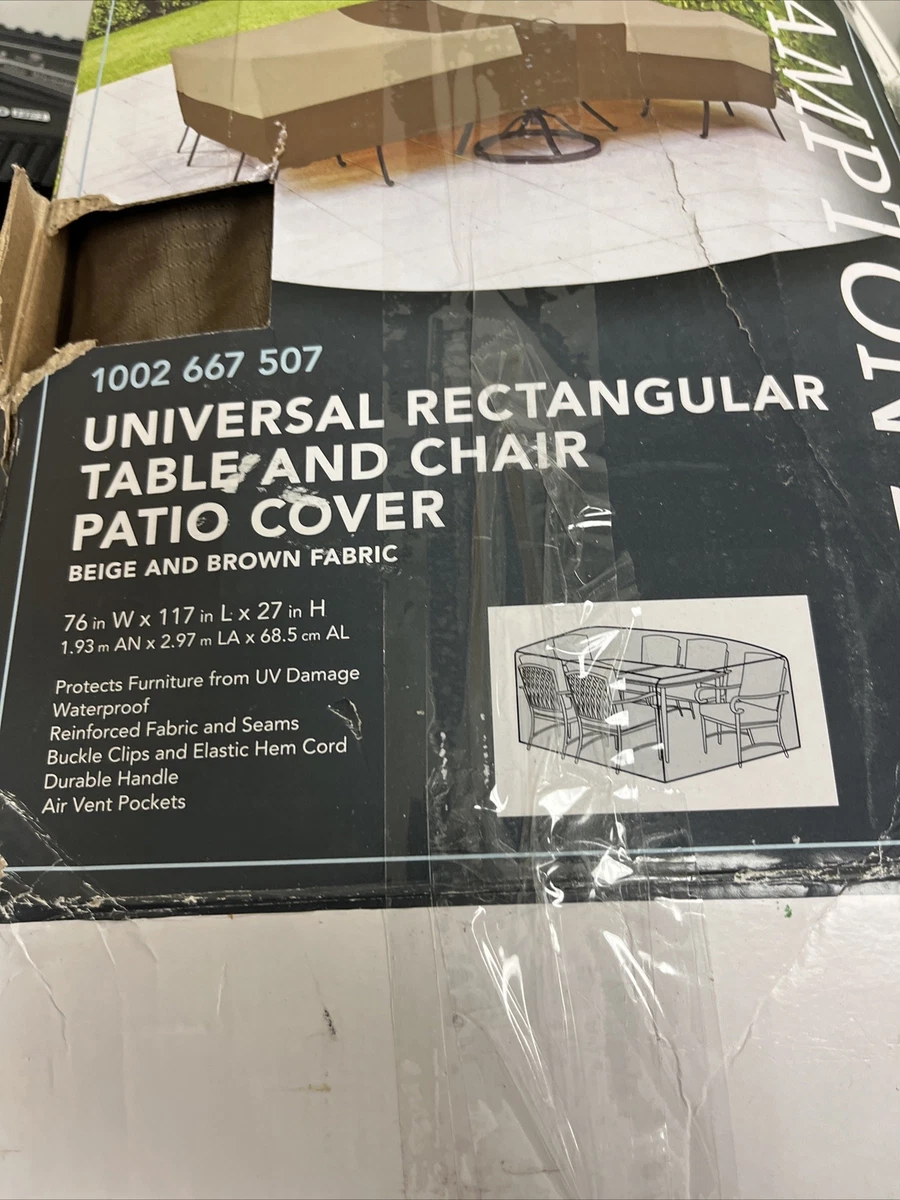 1002 667 507
UNIVERSAL RECTANGULAR
TABLE AND CHAIR
PATIO COVER
BEIGE AND BROWN FABRIC
76 in W x 117 in L x 27 in H
1.93 m AN x 2.97 m LA x 68.5 cm AL
Protects Furniture from UV Damage
Waterproof
Reinforced Fabric and Seams
Buckle Clips and Elastic Hem Cord
Durable Handle
Air Vent Pockets